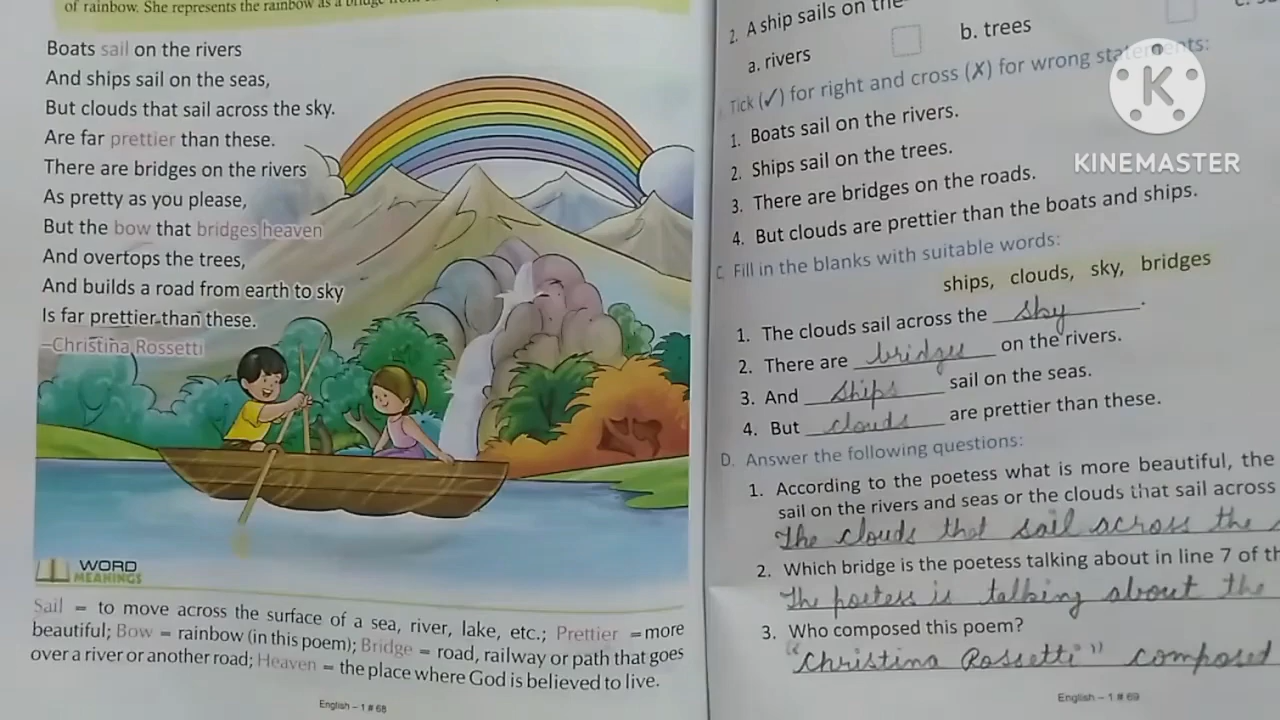 of rainbow. She represents the rainbow as a bridge
Boats sail on the rivers
And ships sail on the seas,
But clouds that sail across the sky.
Are far prettier than these.
There are bridges on the rivers
As pretty as you please,
But the bow that bridges heaven
And overtops the trees,
And builds a road from earth to sky
Is far prettier than these.
–Christina Rossetti
WORD
MEANINGS
Sail = to move across the surface of a sea, river, lake, etc.; Prettier = more
beautiful; Bow = rainbow (in this poem); Bridge = road, railway or path that goes
over a river or another road; Heaven = the place where God is believed to live.
English – 1 # 68
2. A ship sails on the
a. rivers b. trees
Tick (✓) for right and cross (✗) for wrong statements:
1. Boats sail on the rivers.
2. Ships sail on the trees.
3. There are bridges on the roads.
4. But clouds are prettier than the boats and ships.
C. Fill in the blanks with suitable words:
ships, clouds, sky, bridges
1. The clouds sail across the sky.
2. There are bridges on the rivers.
3. And ships sail on the seas.
4. But clouds are prettier than these.
D. Answer the following questions:
1. According to the poetess what is more beautiful, the
sail on the rivers and seas or the clouds that sail across
The clouds that sail across the
2. Which bridge is the poetess talking about in line 7 of
The poetess is talking about the
3. Who composed this poem?
"Christina Rossetti" composed
English – 1 # 69
K
KINEMASTER